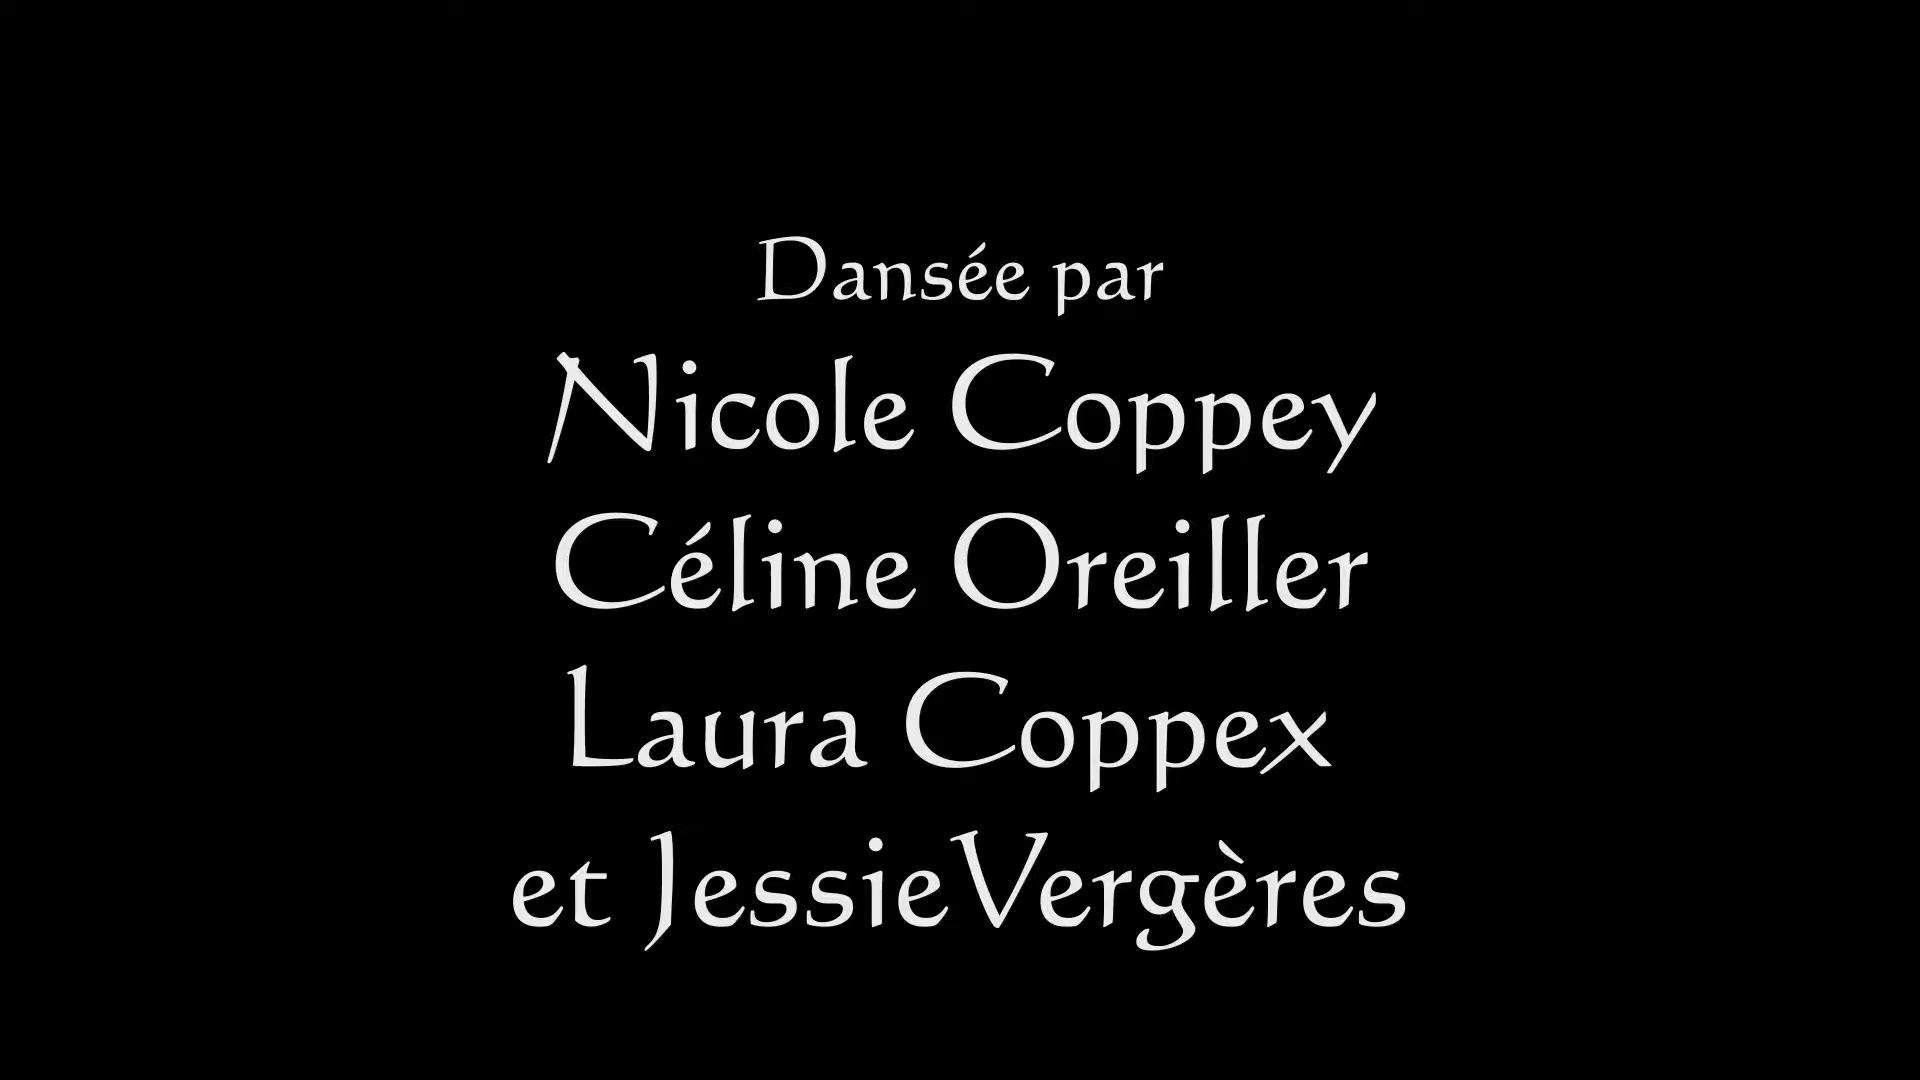 Dansée par
Nicole Coppey
Céline Oreiller
Laura Coppex
et JessieVergères